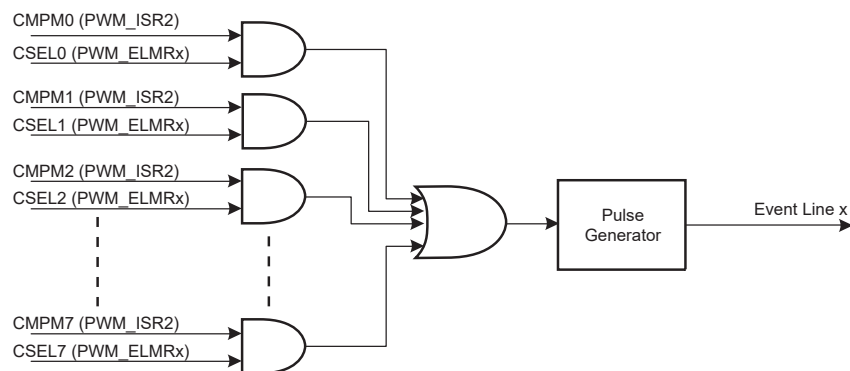 CMPM0 (PWM_ISR2)
CSEL0 (PWM_ELMRx)
CMPM1 (PWM_ISR2)
CSEL1 (PWM_ELMRx)
CMPM2 (PWM_ISR2)
CSEL2 (PWM_ELMRx)
Pulse
Generator
Event Line x
CMPM7 (PWM_ISR2)
CSEL7 (PWM_ELMRx)